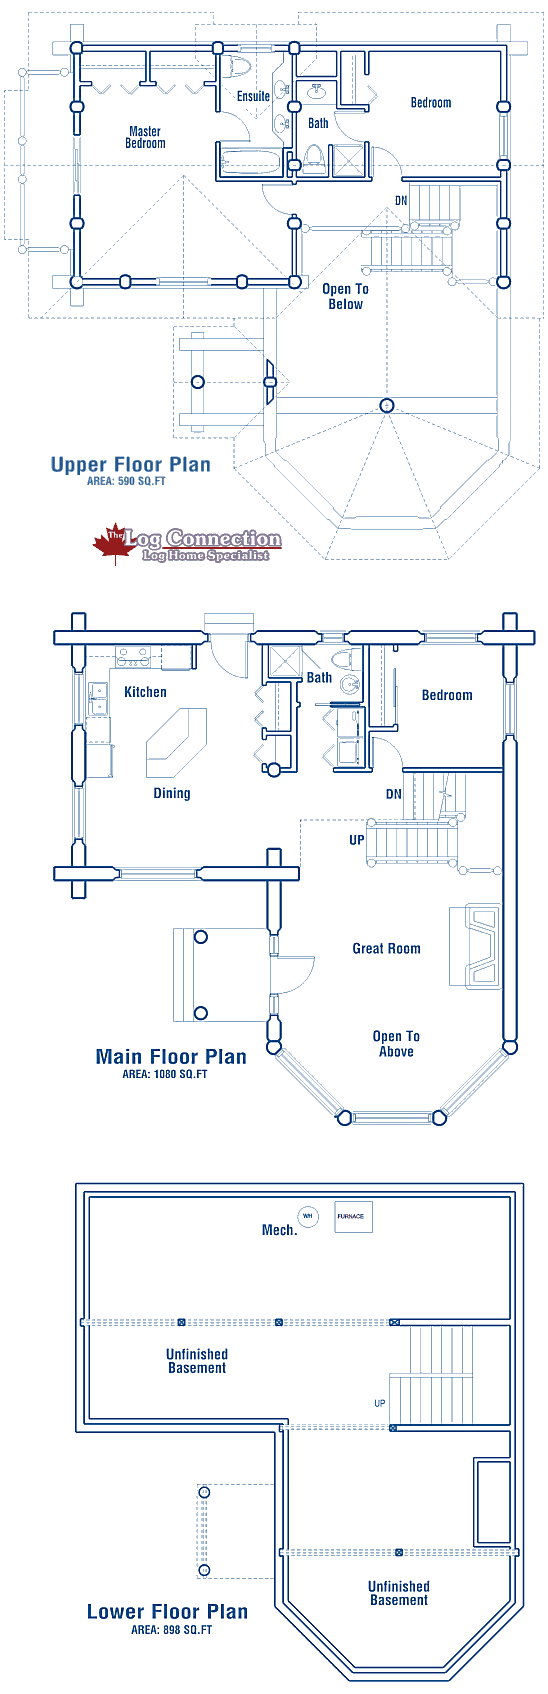 Ensuite
Bedroom
Master
Bedroom
Bath
DN
Open To
Below
Upper Floor Plan
AREA: 590 SQ.FT
The Log Connection
Log Home Specialist
Kitchen
Bath
Bedroom
Dining
DN
UP
Great Room
Open To
Above
Main Floor Plan
AREA: 1080 SQ.FT
Mech.
WH
FURNACE
Unfinished
Basement
UP
Unfinished
Basement
Lower Floor Plan
AREA: 898 SQ.FT